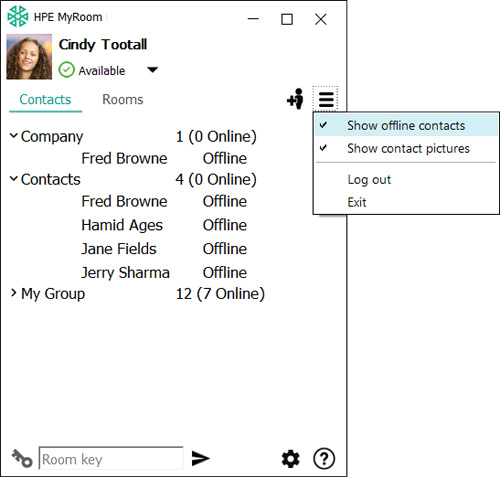 HPE MyRoom
Cindy Tootall
Available
Contacts Rooms
Show offline contacts
Show contact pictures
Log out
Exit
Company 1 (0 Online)
Fred Browne Offline
Contacts 4 (0 Online)
Fred Browne Offline
Hamid Ages Offline
Jane Fields Offline
Jerry Sharma Offline
My Group 12 (7 Online)
Room key
?